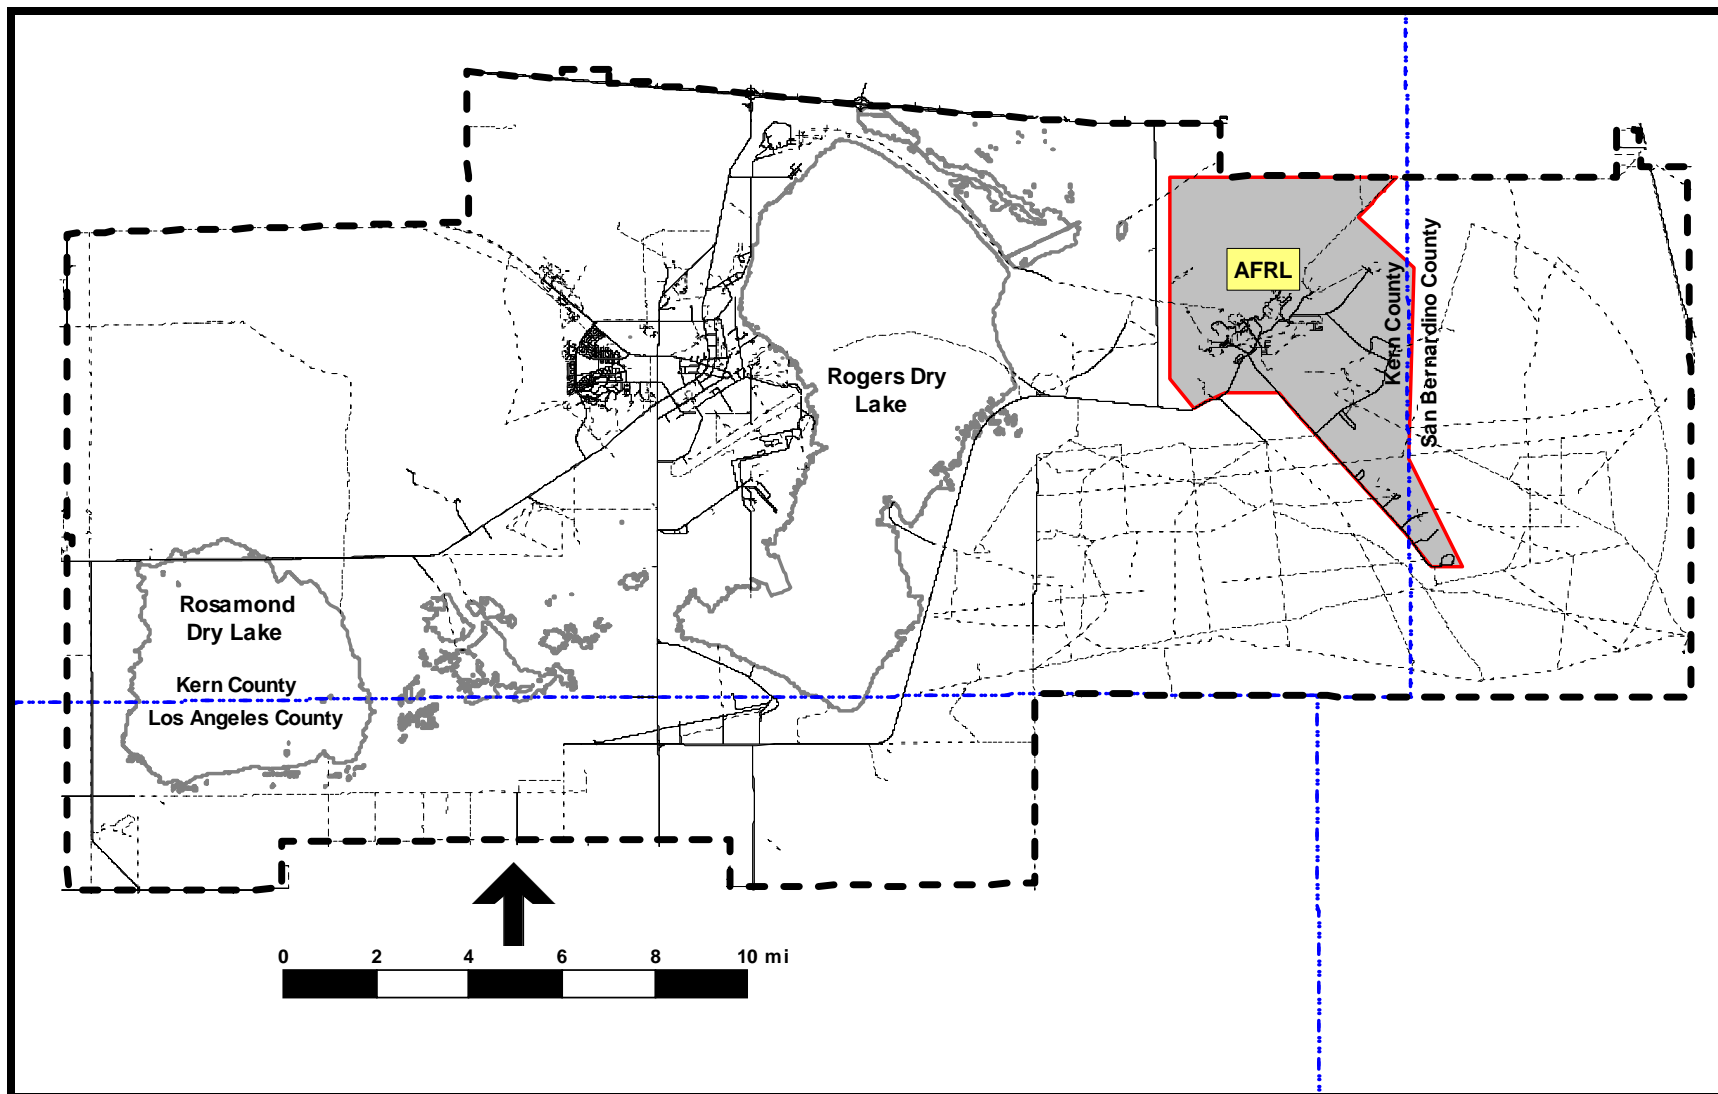 AFRL
Kern County
San Bernardino County
Rogers Dry
Lake
Rosamond
Dry Lake
Kern County
Los Angeles County
0 2 4 6 8 10 mi